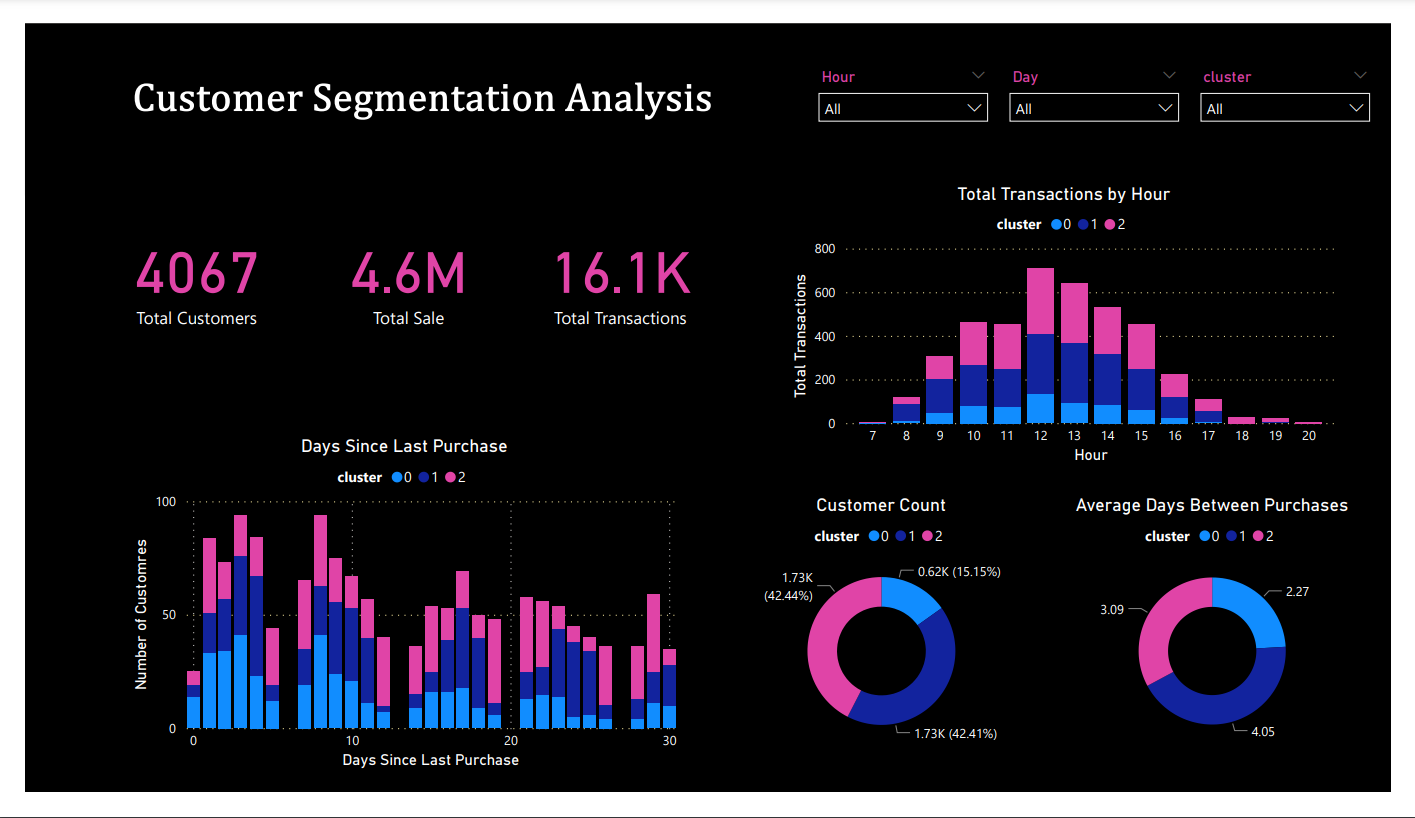 Customer Segmentation Analysis
Hour
Day
cluster
All
All
All
4067
Total Customers
4.6M
Total Sale
16.1K
Total Transactions
Total Transactions by Hour
cluster 0 1 2
Total Transactions
800
600
400
200
0
7 8 9 10 11 12 13 14 15 16 17 18 19 20
Hour
Days Since Last Purchase
cluster 0 1 2
Number of Customres
100
50
0
0 10 20 30
Days Since Last Purchase
Customer Count
cluster 0 1 2
0.62K (15.15%)
1.73K
(42.44%)
1.73K (42.41%)
Average Days Between Purchases
cluster 0 1 2
2.27
3.09
4.05